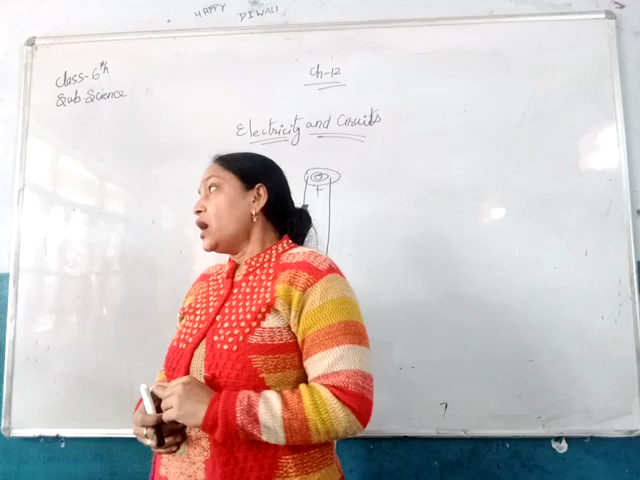 HAPPY DIWALI
Class-6th
Sub Science
Ch-12
Electricity and Circuits
+